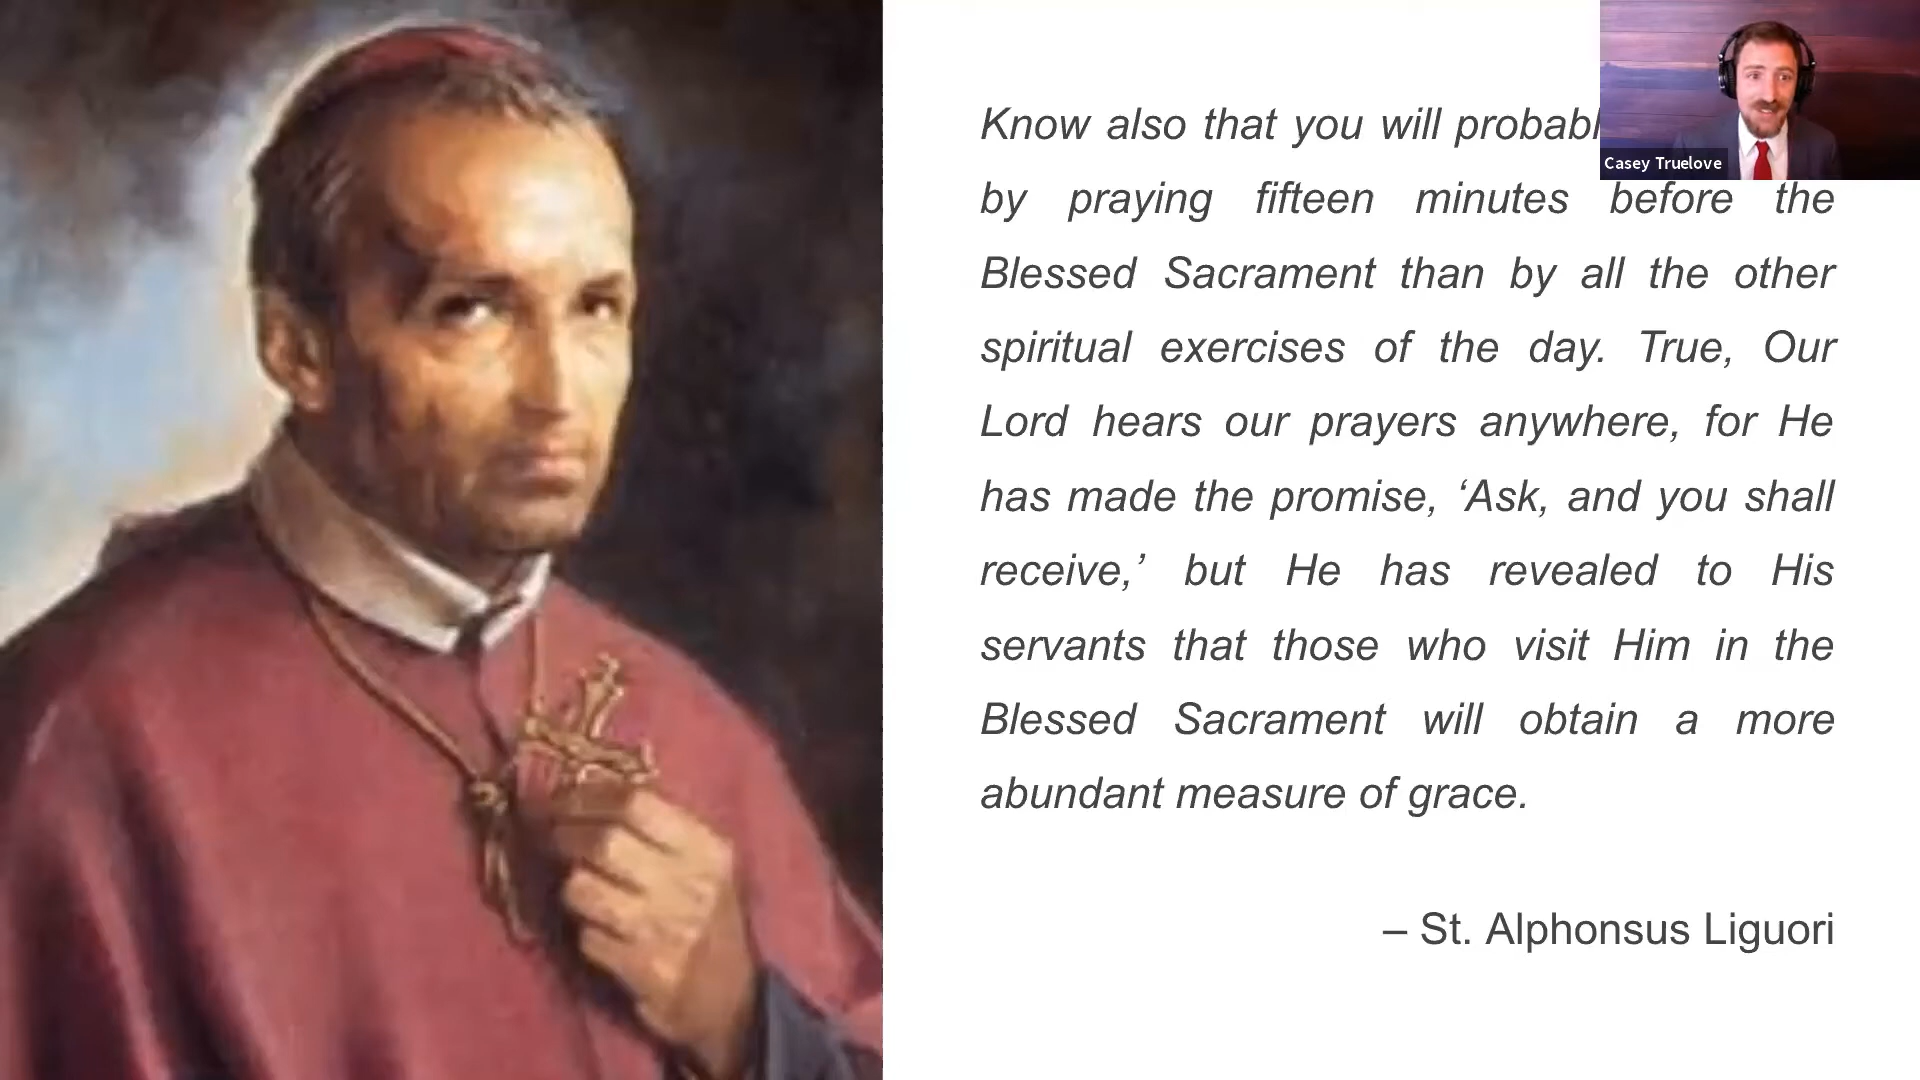 Know also that you will
by praying fifteen minutes before the
Blessed Sacrament than by all the other
spiritual exercises of the day. True, Our
Lord hears our prayers anywhere, for He
has made the promise, ‘Ask, and you shall
receive,’ but He has revealed to His
servants that those who visit Him in the
Blessed Sacrament will obtain a more
abundant measure of grace.
– St. Alphonsus Liguori
Casey Truelove